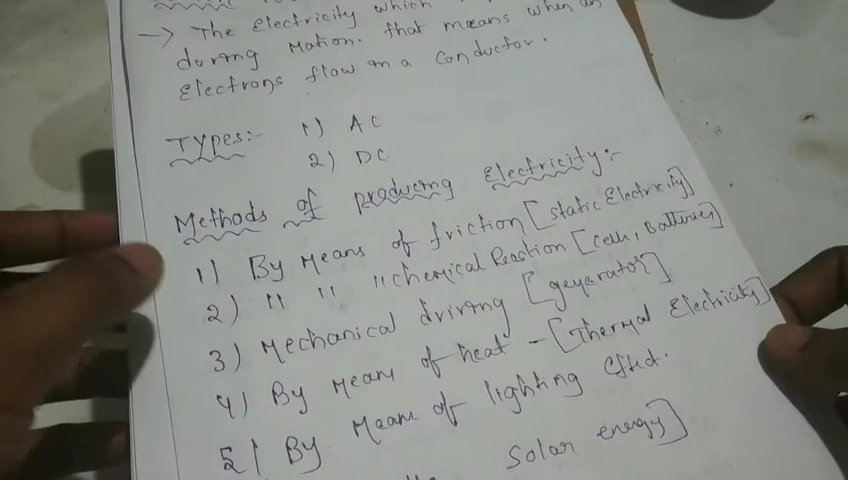 → The Electricity which
during Motion. that means when an
Electrons flow in a conductor.
Types:- 1) AC
2) DC
Methods of producing Electricity:-
1) By Means of friction [static Electricity]
2) " " "chemical Reaction [cells, Batteries]
3) Mechanical driving [generator]
4) By Means of heat - [Thermal Electricity]
5) By Means of lighting effect.
Solar energy]